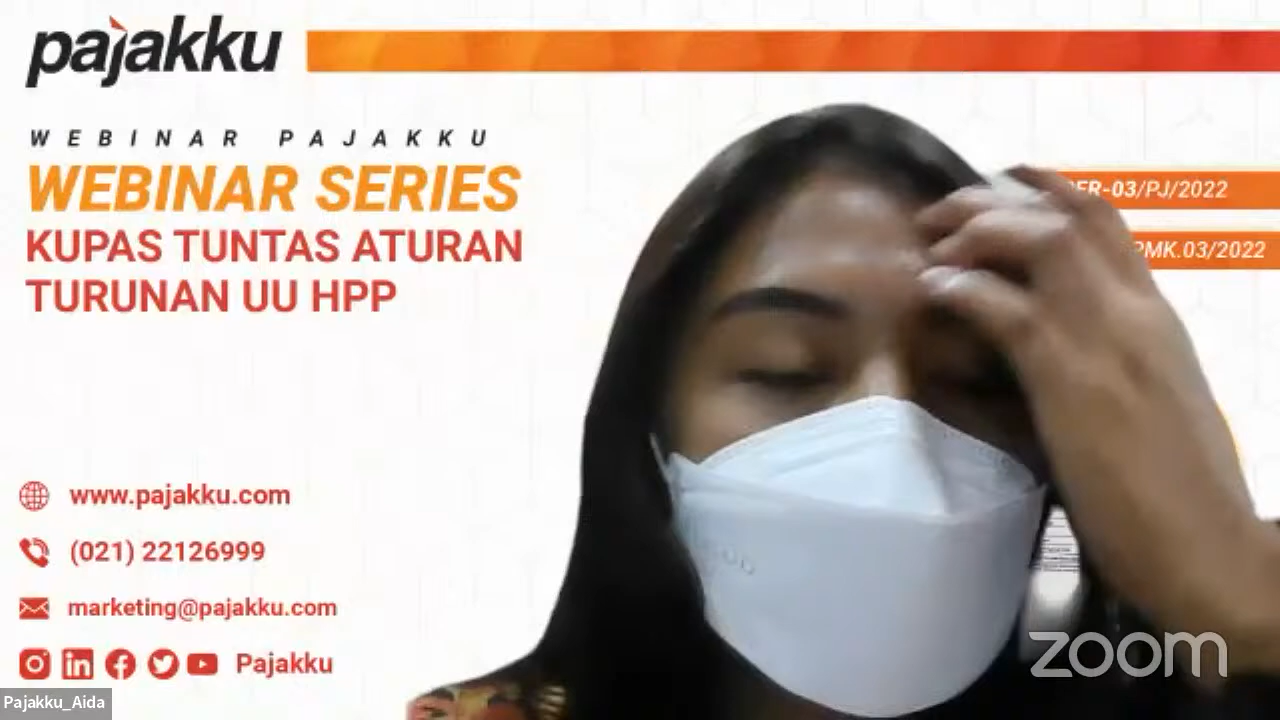 pajakku
WEBINAR PAJAKKU
WEBINAR SERIES
KUPAS TUNTAS ATURAN
TURUNAN UU HPP
ER-03/PJ/2022
PMK.03/2022
www.pajakku.com
(021) 22126999
marketing@pajakku.com
Pajakku
zoom
Pajakku_Aida